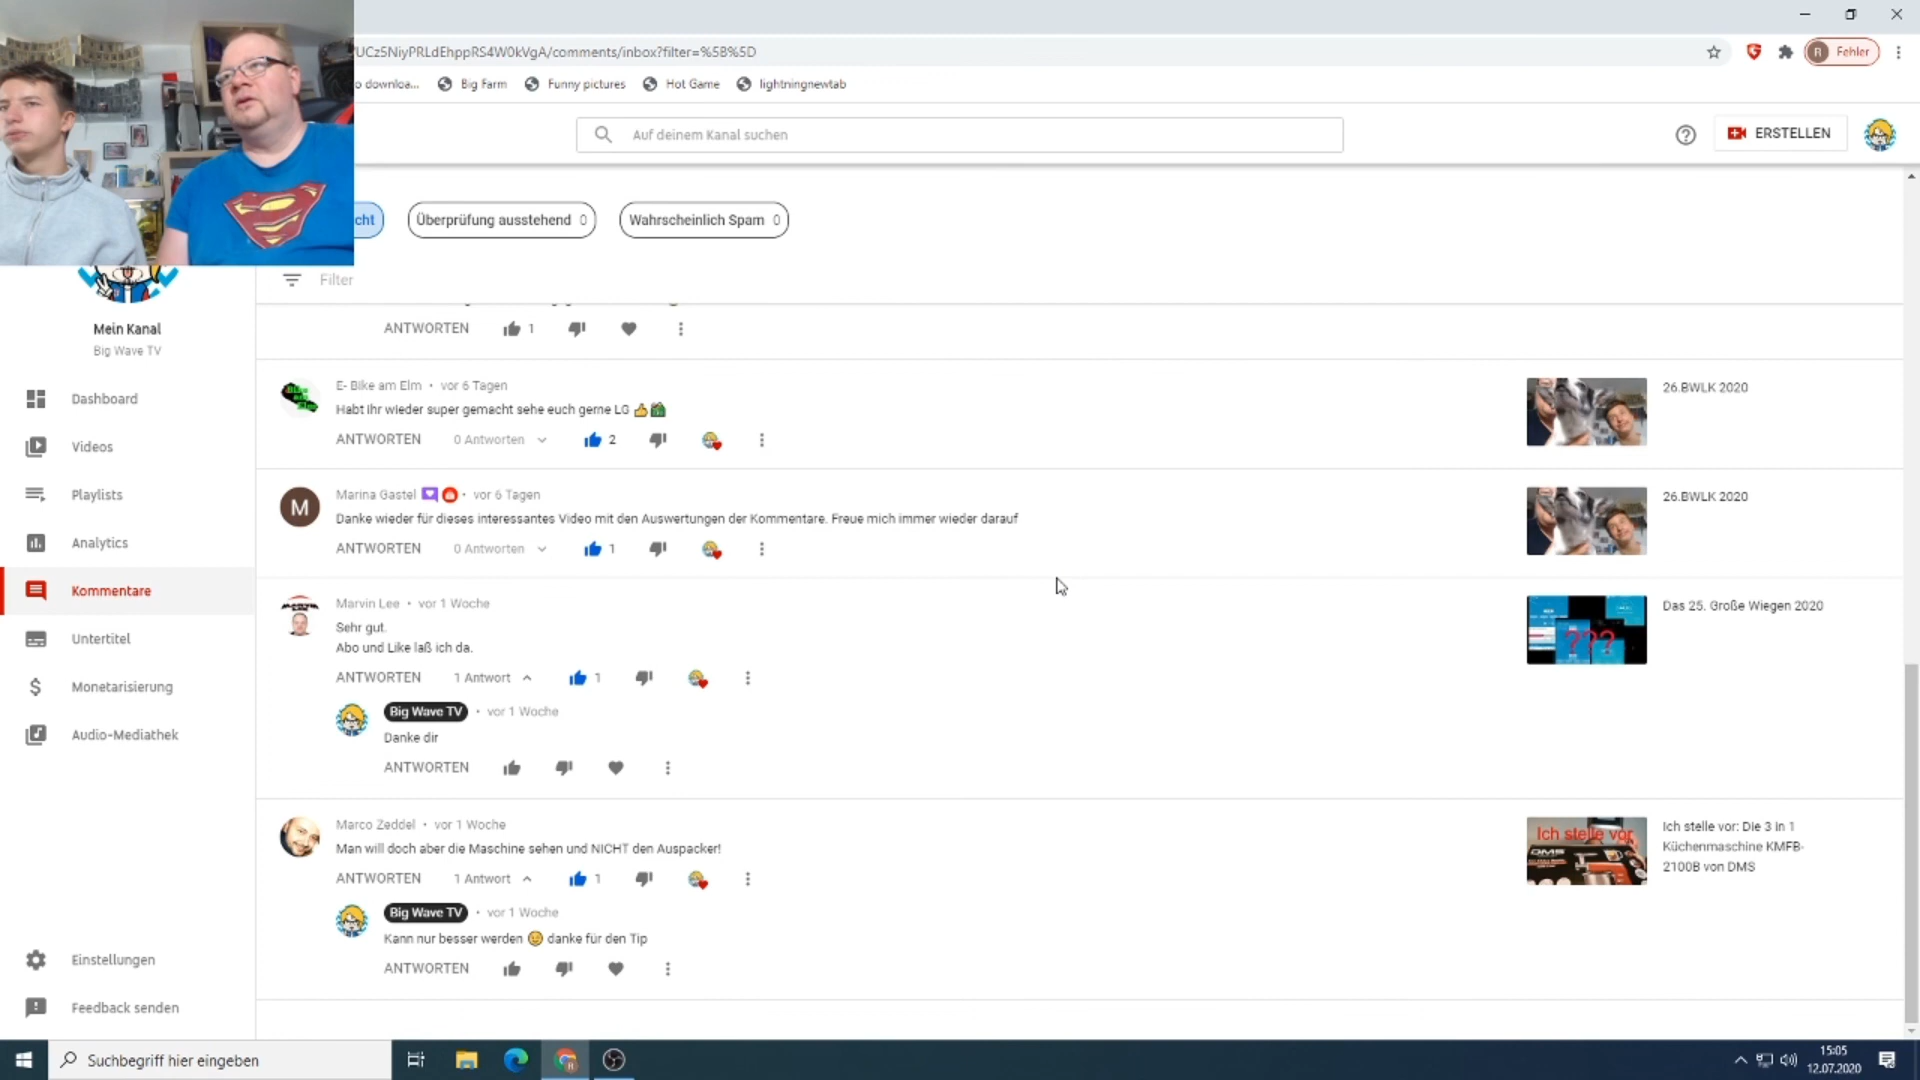 UCz5NiyPRLdEhppRS4W0kVgA/comments/inbox?filter=%5B%5D
Fehler
o downloa...
Big Farm
Funny pictures
Hot Game
lightningnewtab
Auf deinem Kanal suchen
ERSTELLEN
cht
Überprüfung ausstehend 0
Wahrscheinlich Spam 0
Filter
Mein Kanal
Big Wave TV
Dashboard
Videos
Playlists
Analytics
Kommentare
Untertitel
Monetarisierung
Audio-Mediathek
Einstellungen
Feedback senden
ANTWORTEN 1
E- Bike am Elm • vor 6 Tagen
Habt Ihr wieder super gemacht sehe euch gerne LG
ANTWORTEN 0 Antworten 2
26.BWLK 2020
M
Marina Gastel • vor 6 Tagen
Danke wieder für dieses interessantes Video mit den Auswertungen der Kommentare. Freue mich immer wieder darauf
ANTWORTEN 0 Antworten 1
26.BWLK 2020
Marvin Lee • vor 1 Woche
Sehr gut.
Abo und Like laß ich da.
ANTWORTEN 1 Antwort 1
???
Das 25. Große Wiegen 2020
Big Wave TV • vor 1 Woche
Danke dir
ANTWORTEN
Marco Zeddel • vor 1 Woche
Man will doch aber die Maschine sehen und NICHT den Auspacker!
ANTWORTEN 1 Antwort 1
Ich stelle vor
DMS
Ich stelle vor: Die 3 in 1
Küchenmaschine KMFB-
2100B von DMS
Big Wave TV • vor 1 Woche
Kann nur besser werden danke für den Tip
ANTWORTEN
Suchbegriff hier eingeben
15:05
12.07.2020